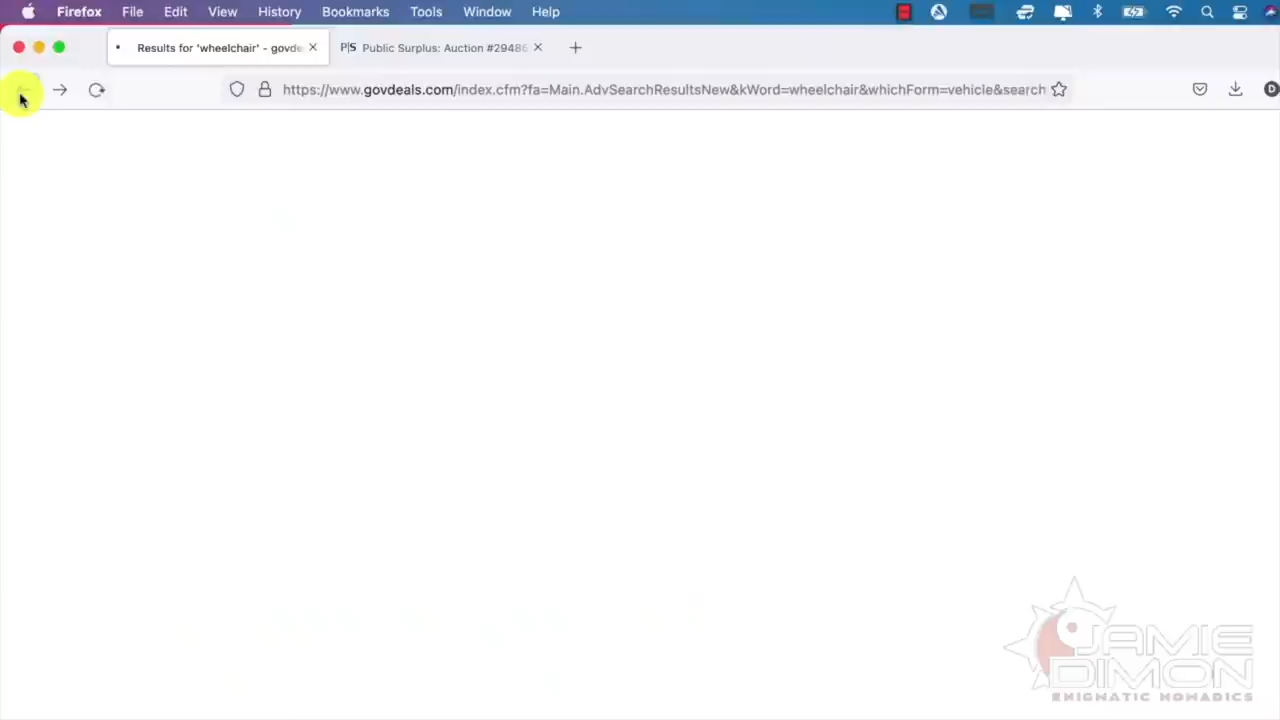 Firefox File Edit View History Bookmarks Tools Window Help
Results for 'wheelchair' - govde
P|S Public Surplus: Auction #29486
https://www.govdeals.com/index.cfm?fa=Main.AdvSearchResultsNew&kWord=wheelchair&whichForm=vehicle&search
D
JAMIE
DIMON
ENIGMATIC NOMADICS